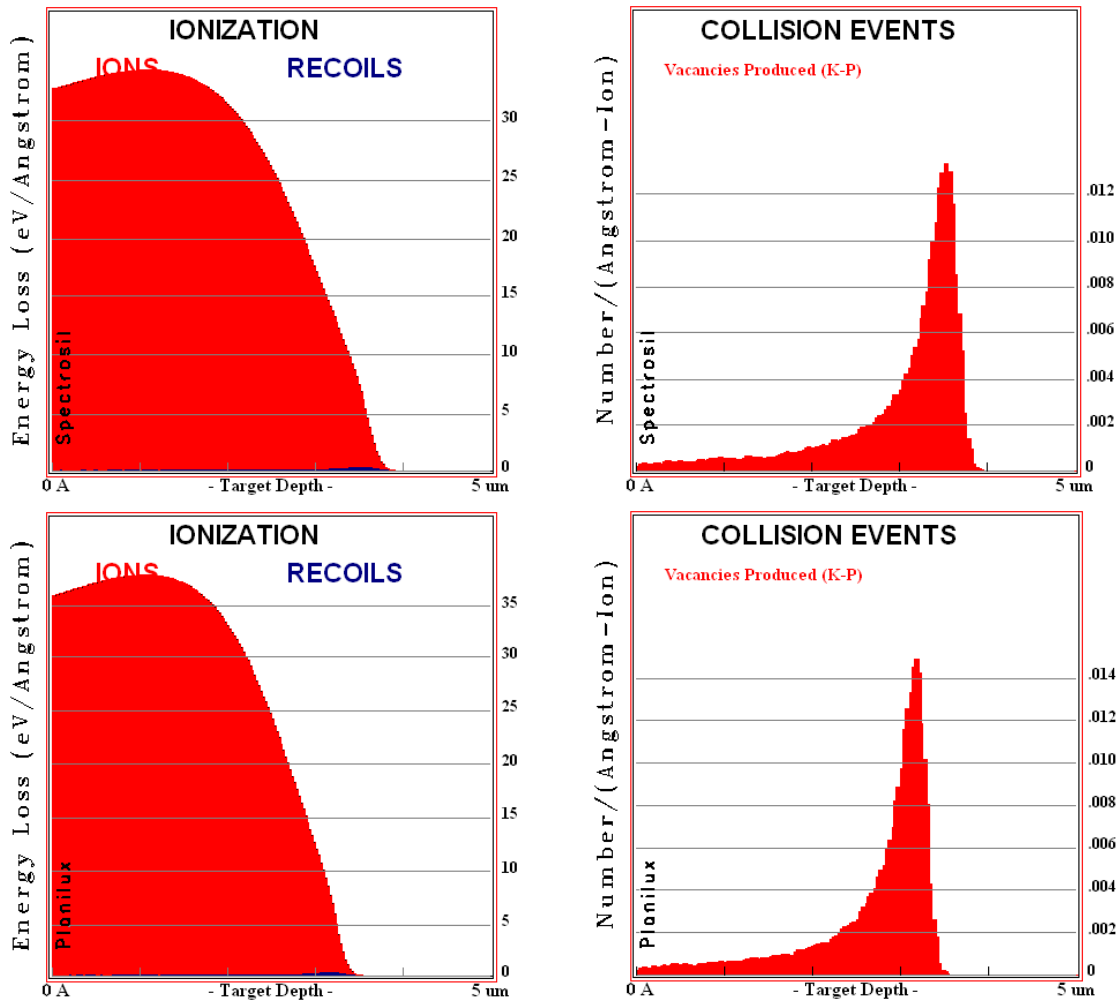 IONIZATION
IONS RECOILS
Energy Loss (eV/Angstrom)
30
25
20
15
10
5
0
Spectrosil
0 A - Target Depth - 5 um
COLLISION EVENTS
Vacancies Produced (K-P)
Number/(Angstrom-Ion)
.012
.010
.008
.006
.004
.002
0
Spectrosil
0 A - Target Depth - 5 um
IONIZATION
IONS RECOILS
Energy Loss (eV/Angstrom)
35
30
25
20
15
10
5
0
Planilux
0 A - Target Depth - 5 um
COLLISION EVENTS
Vacancies Produced (K-P)
Number/(Angstrom-Ion)
.014
.012
.010
.008
.006
.004
.002
0
Planilux
0 A - Target Depth - 5 um